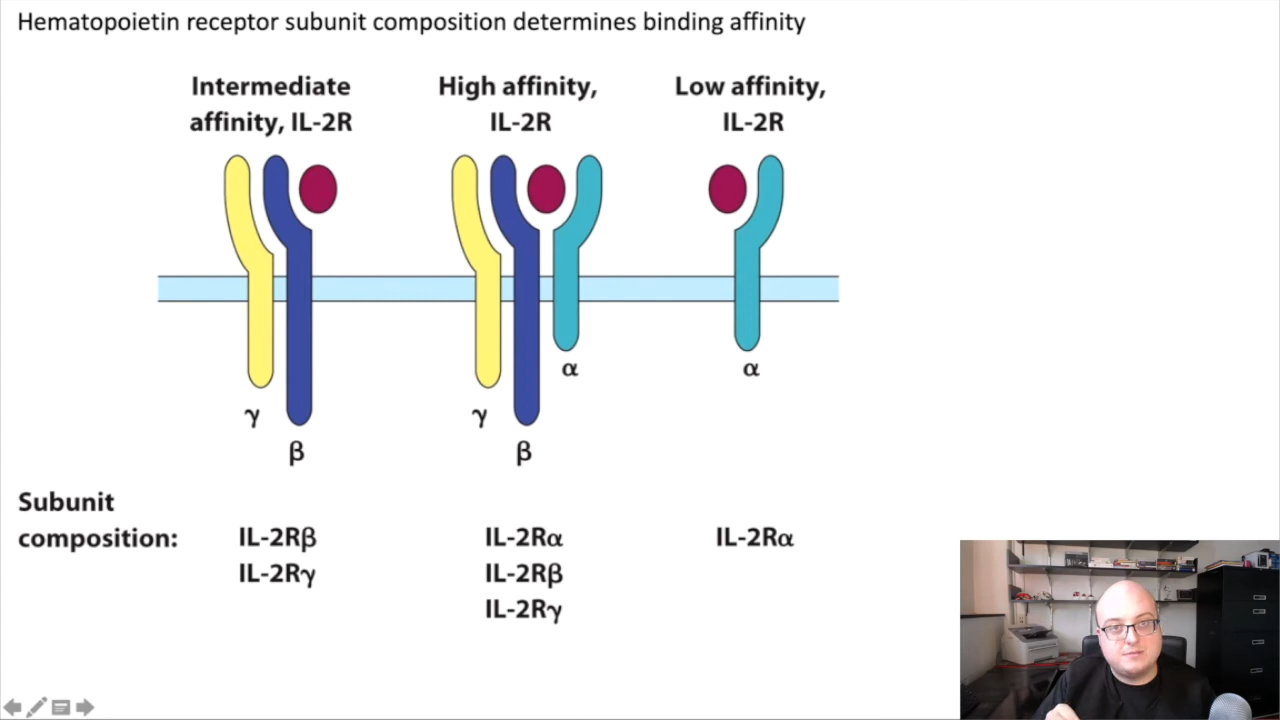 Hematopoietin receptor subunit composition determines binding affinity
Intermediate
affinity, IL-2R
High affinity,
IL-2R
Low affinity,
IL-2R
γ
β
γ
β
α
α
Subunit
composition:
IL-2Rβ
IL-2Rγ
IL-2Rα
IL-2Rβ
IL-2Rγ
IL-2Rα